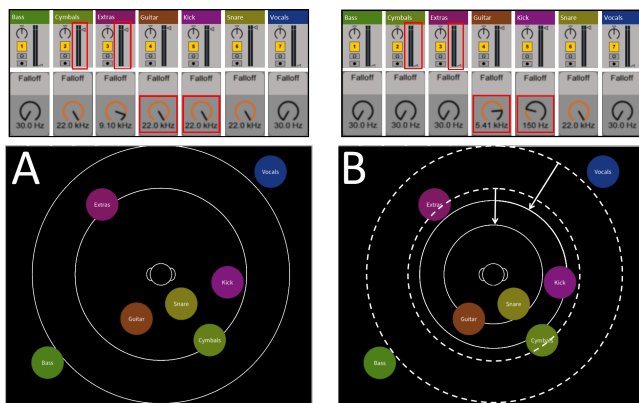 Bass Cymbals Extras Guitar Kick Snare Vocals
1 2 3 4 5 6 7
Falloff Falloff Falloff Falloff Falloff Falloff Falloff
30.0 Hz 22.0 kHz 9.10 kHz 22.0 kHz 22.0 kHz 22.0 kHz 30.0 Hz
Bass Cymbals Extras Guitar Kick Snare Vocals
1 2 3 4 5 6 7
Falloff Falloff Falloff Falloff Falloff Falloff Falloff
30.0 Hz 30.0 Hz 30.0 Hz 5.41 kHz 150 Hz 22.0 kHz 30.0 Hz
A
Vocals
Extras
Kick
Snare
Guitar
Cymbals
Bass
B
Vocals
Extras
Kick
Snare
Guitar
Cymbals
Bass